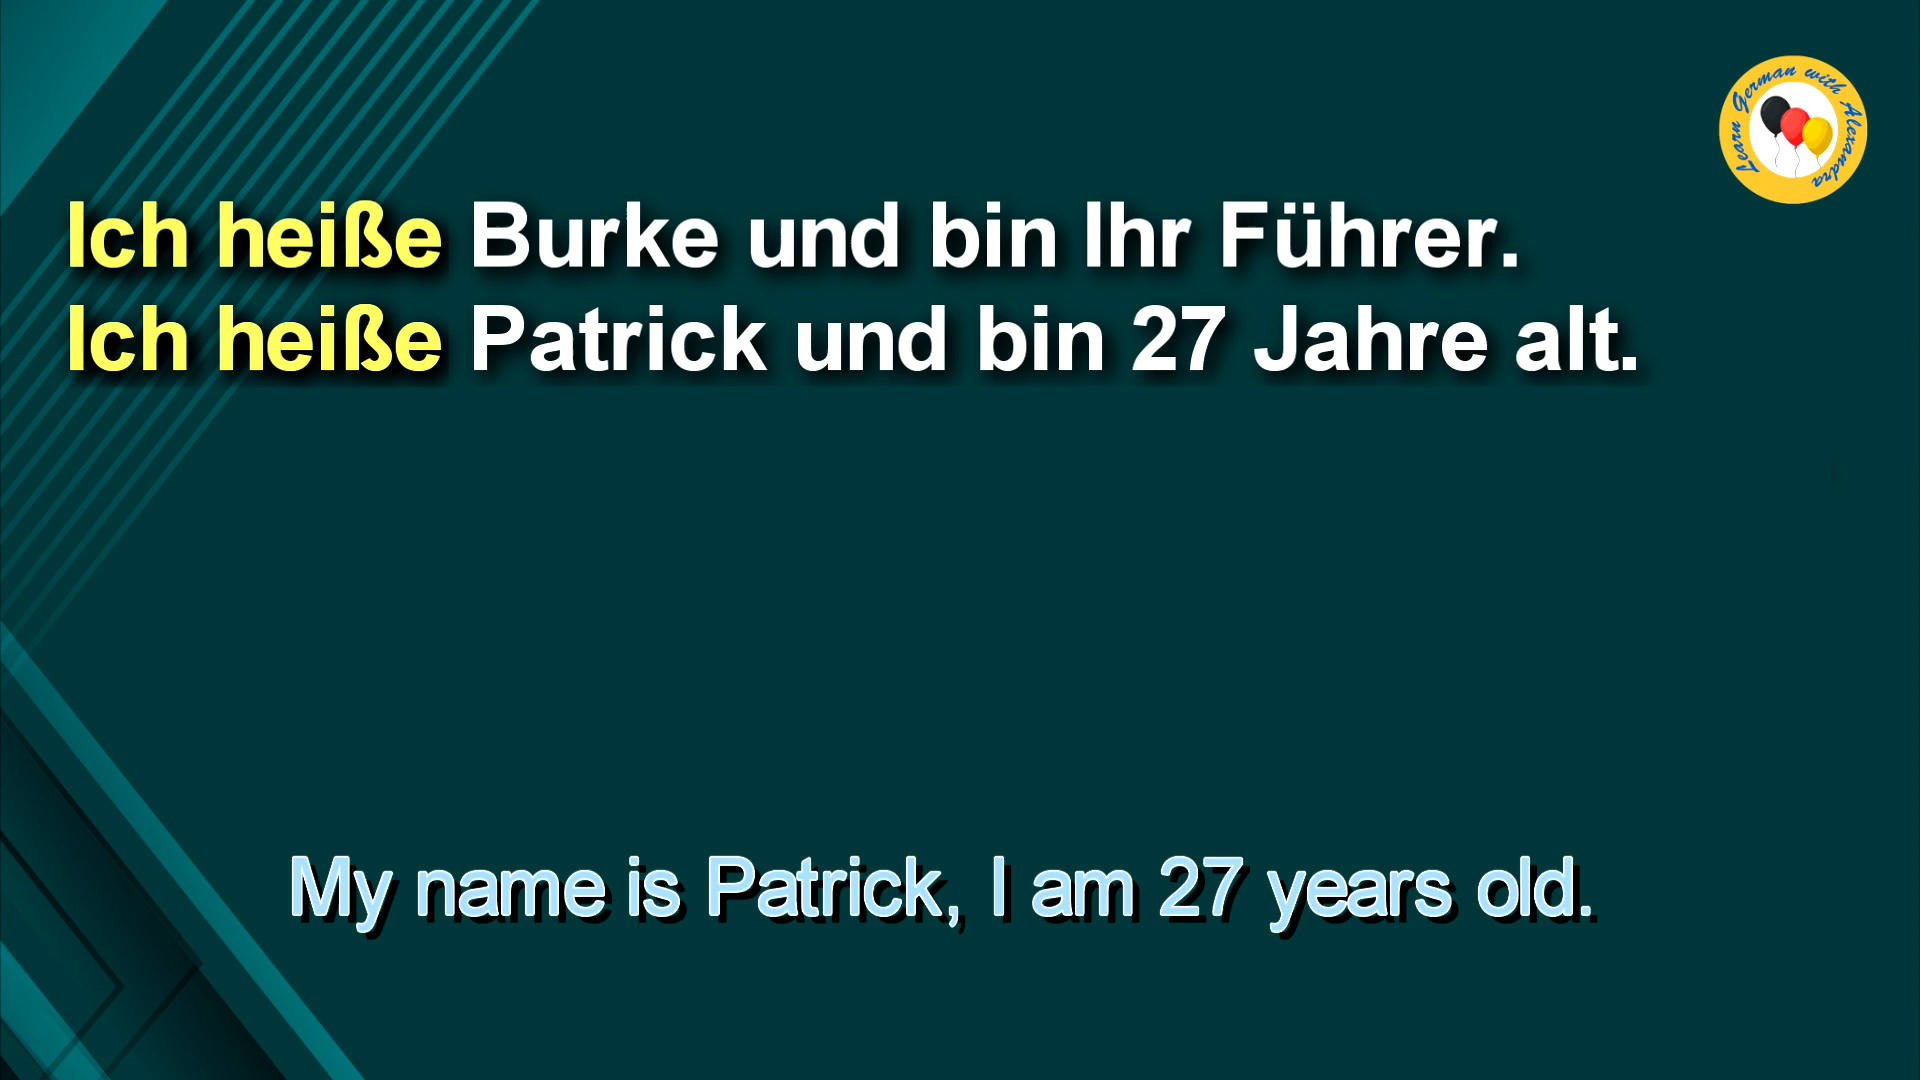 Learn German with Alexandra
Ich heiße Burke und bin Ihr Führer.
Ich heiße Patrick und bin 27 Jahre alt.
My name is Patrick, I am 27 years old.